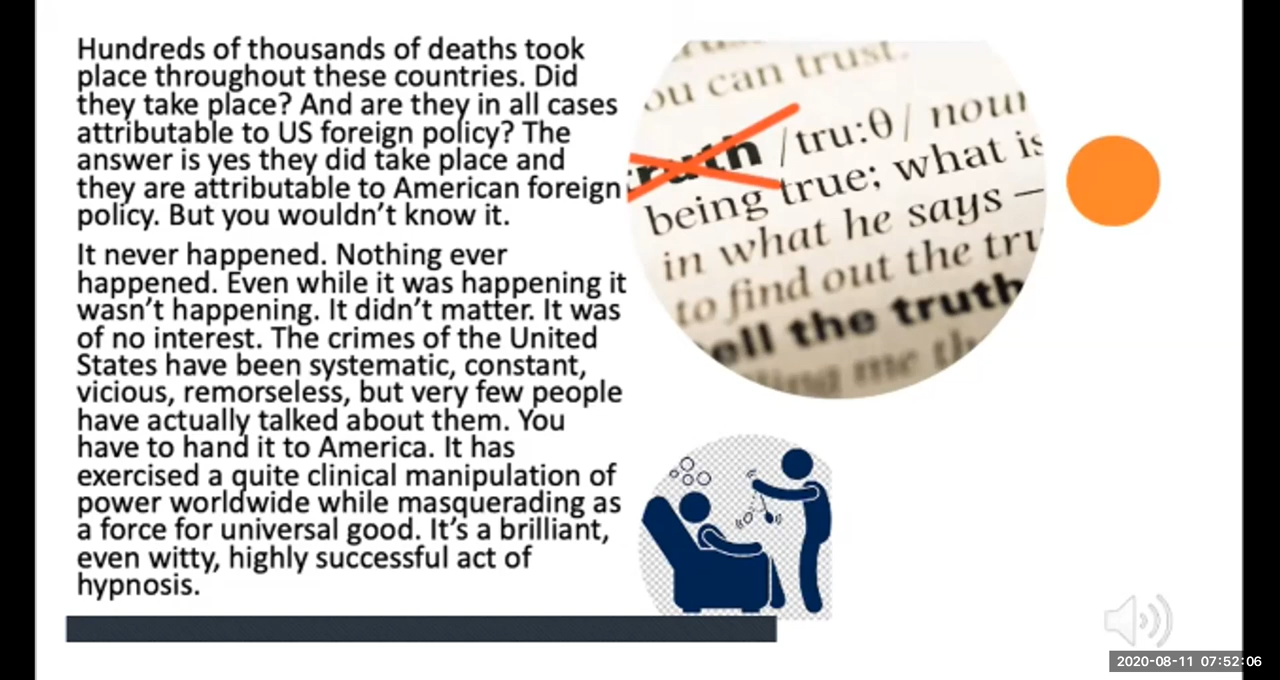 Hundreds of thousands of deaths took
place throughout these countries. Did
they take place? And are they in all cases
attributable to US foreign policy? The
answer is yes they did take place and
they are attributable to American foreign
policy. But you wouldn’t know it.
It never happened. Nothing ever
happened. Even while it was happening it
wasn’t happening. It didn’t matter. It was
of no interest. The crimes of the United
States have been systematic, constant,
vicious, remorseless, but very few people
have actually talked about them. You
have to hand it to America. It has
exercised a quite clinical manipulation of
power worldwide while masquerading as
a force for universal good. It’s a brilliant,
even witty, highly successful act of
hypnosis.
ou can trust.
ruth /tru:θ/ noun
being true; what is
in what he says –
to find out the tru
ell the truth
ling me th
2020-08-11 07:52:06